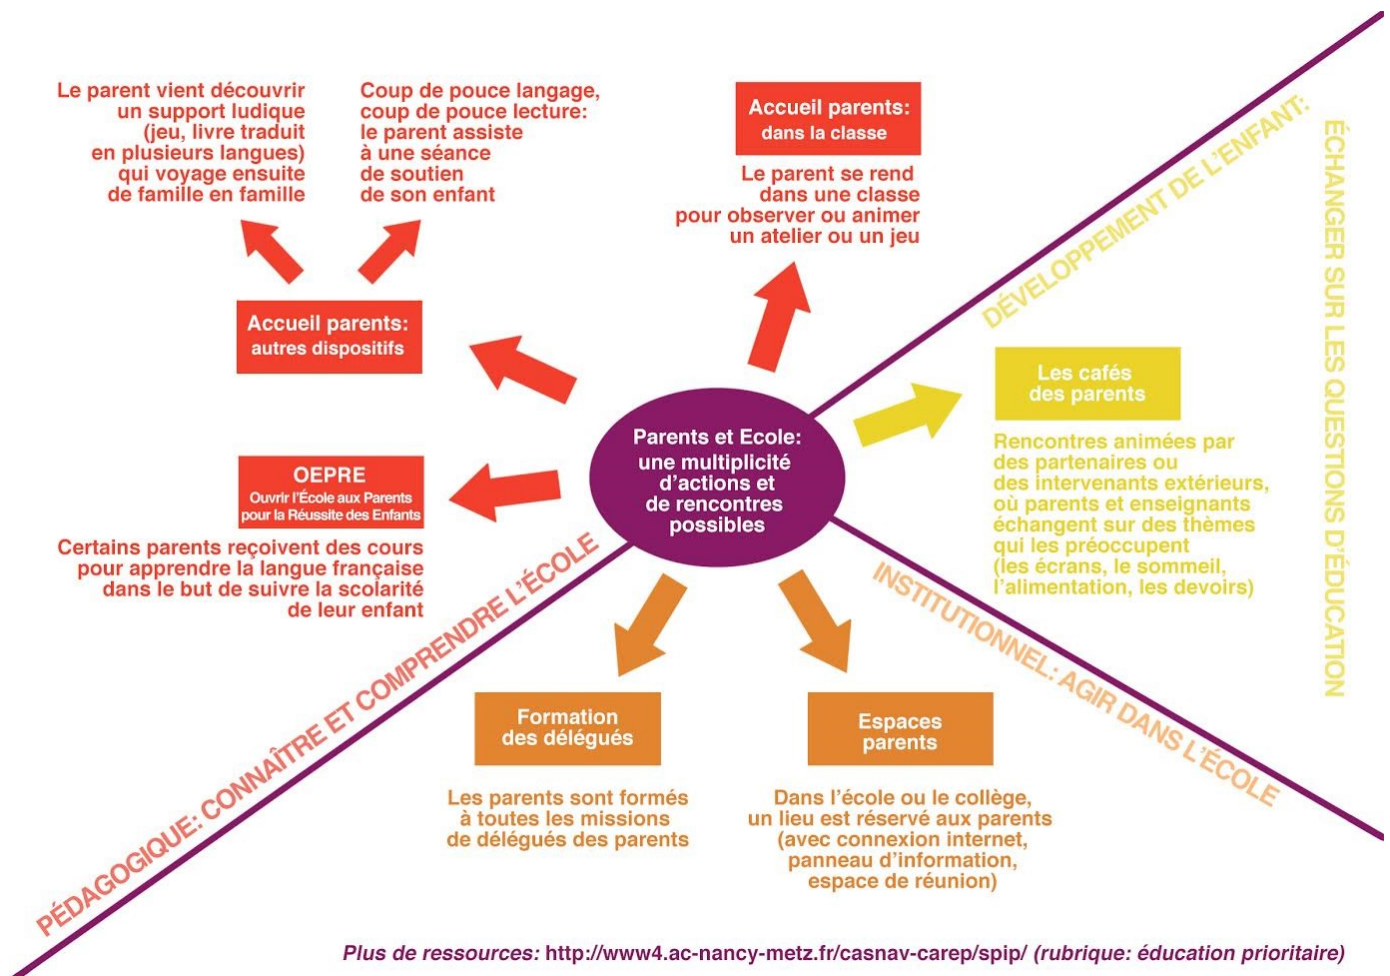 Le parent vient découvrir
un support ludique
(jeu, livre traduit
en plusieurs langues)
qui voyage ensuite
de famille en famille
Coup de pouce langage,
coup de pouce lecture:
le parent assiste
à une séance
de soutien
de son enfant
Accueil parents:
autres dispositifs
Accueil parents:
dans la classe
Le parent se rend
dans une classe
pour observer ou animer
un atelier ou un jeu
OEPRE
Ouvrir l'École aux Parents
pour la Réussite des Enfants
Certains parents reçoivent des cours
pour apprendre la langue française
dans le but de suivre la scolarité
de leur enfant
PÉDAGOGIQUE: CONNAÎTRE ET COMPRENDRE L'ÉCOLE
Parents et Ecole:
une multiplicité
d'actions et
de rencontres
possibles
DÉVELOPPEMENT DE L'ENFANT:
ÉCHANGER SUR LES QUESTIONS D'ÉDUCATION
Les cafés
des parents
Rencontres animées par
des partenaires ou
des intervenants extérieurs,
où parents et enseignants
échangent sur des thèmes
qui les préoccupent
(les écrans, le sommeil,
l'alimentation, les devoirs)
INSTITUTIONNEL: AGIR DANS L'ÉCOLE
Formation
des délégués
Les parents sont formés
à toutes les missions
de délégués des parents
Espaces
parents
Dans l'école ou le collège,
un lieu est réservé aux parents
(avec connexion internet,
panneau d'information,
espace de réunion)
Plus de ressources: http://www4.ac-nancy-metz.fr/casnav-carep/spip/ (rubrique: éducation prioritaire)